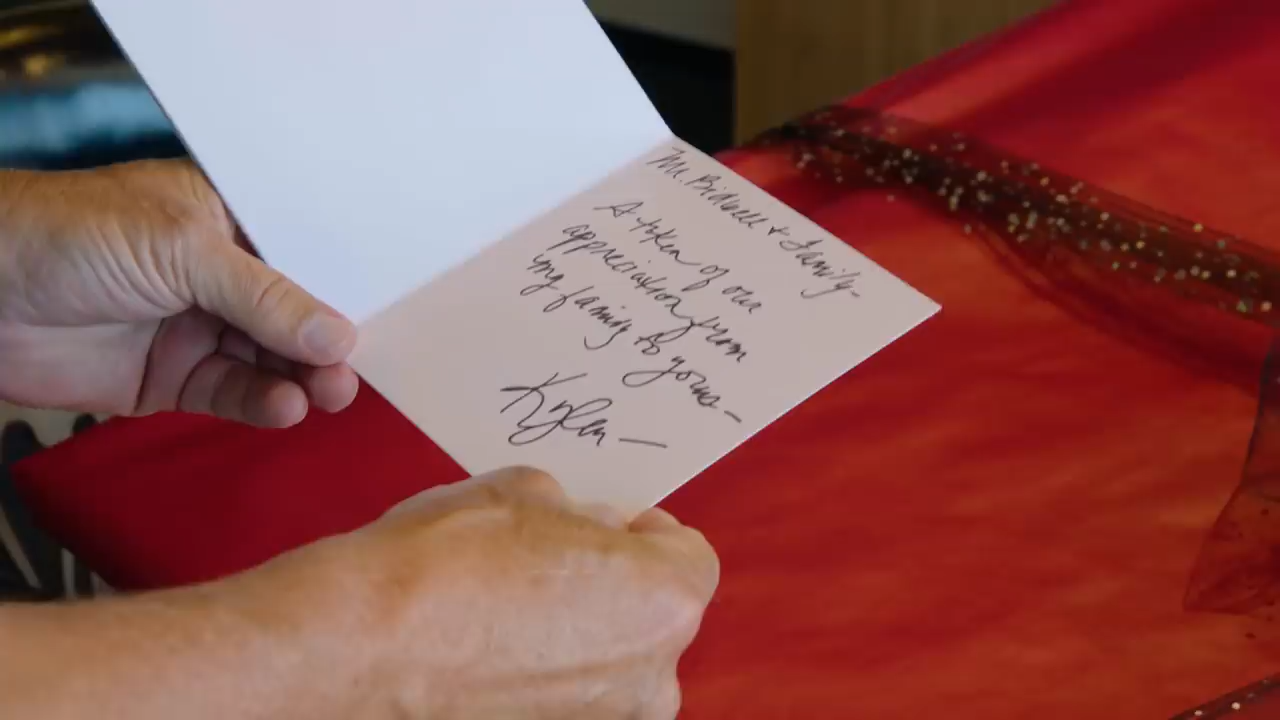 Mr. Bidwell + family-
A token of our
appreciation from
my family to yours-
Kylen-